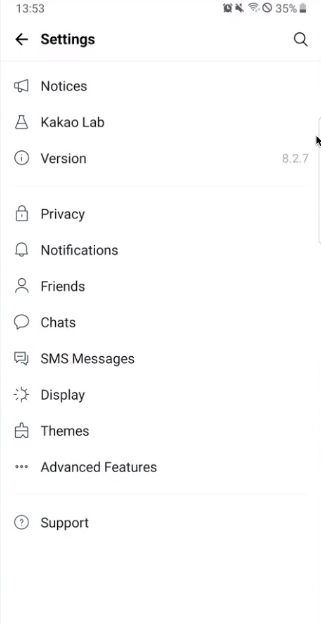 13:53
35%
Settings
Notices
Kakao Lab
Version 8.2.7
Privacy
Notifications
Friends
Chats
SMS Messages
Display
Themes
Advanced Features
Support